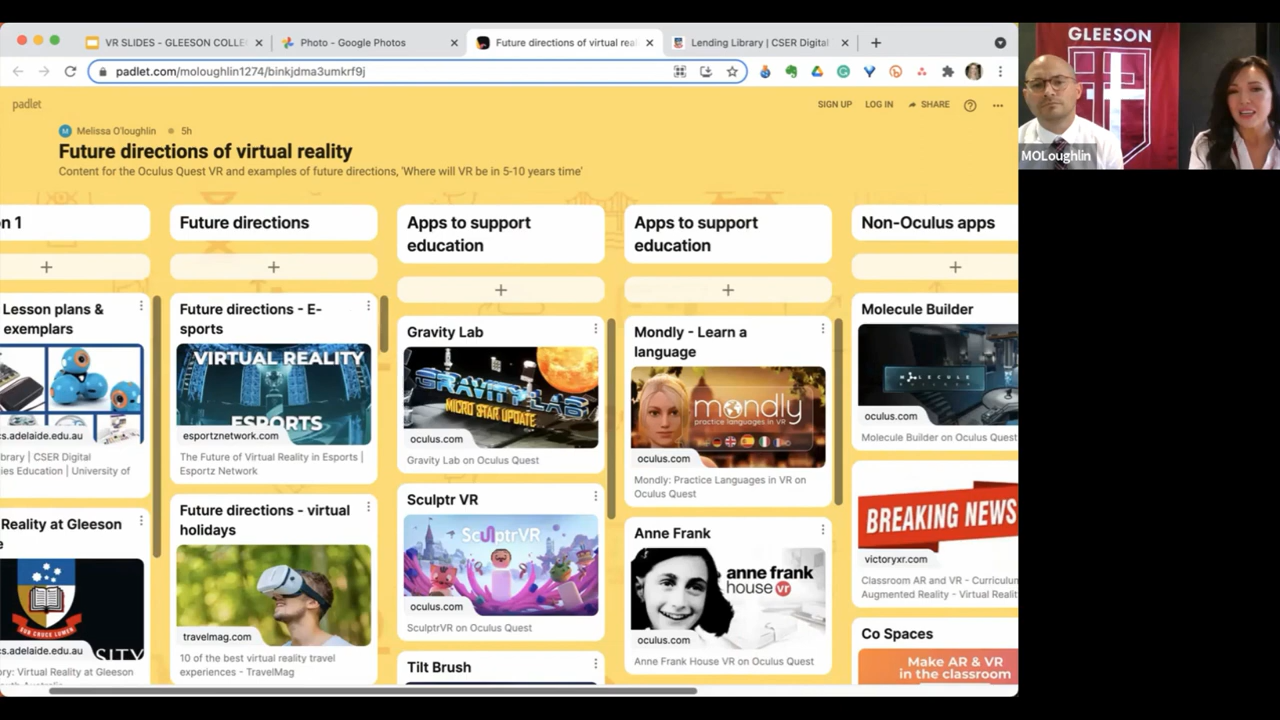 VR SLIDES - GLEESON COLLE
Photo - Google Photos
Future directions of virtual rea
Lending Library | CSER Digital
padlet.com/moloughlin1274/binkjdma3umkrf9j
GLEESON
MOLoughlin
padlet
SIGN UP
LOG IN
SHARE
Melissa O'loughlin
5h
Future directions of virtual reality
Content for the Oculus Quest VR and examples of future directions, 'Where will VR be in 5-10 years time'
n 1
Lesson plans &
exemplars
cs.adelaide.edu.au
brary | CSER Digital
ies Education | University of
Reality at Gleeson
e
cs.adelaide.edu.au
SITY
ory: Virtual Reality at Gleeson
Future directions
Future directions - E-
sports
VIRTUAL REALITY
ESPORTS
esportznetwork.com
The Future of Virtual Reality in Esports |
Esportz Network
Future directions - virtual
holidays
travelmag.com
10 of the best virtual reality travel
experiences - TravelMag
Apps to support
education
Gravity Lab
GRAVITY LAB
MICRO STAR UPDATE
oculus.com
Gravity Lab on Oculus Quest
Sculptr VR
SculptrVR
oculus.com
SculptrVR on Oculus Quest
Tilt Brush
Apps to support
education
Mondly - Learn a
language
mondly
practice languages in VR
oculus.com
Mondly: Practice Languages in VR on
Oculus Quest
Anne Frank
anne frank
house vr
oculus.com
Anne Frank House VR on Oculus Quest
Non-Oculus apps
Molecule Builder
MOLECULE
oculus.com
Molecule Builder on Oculus Quest
BREAKING NEWS
victoryxr.com
Classroom AR and VR - Curriculum
Augmented Reality - Virtual Realit
Co Spaces
Make AR & VR
in the classroom